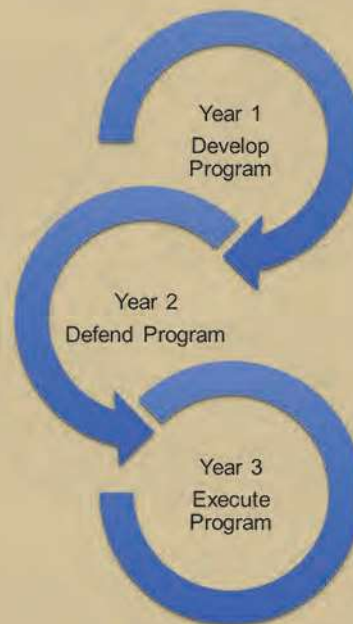 Year 1
Develop
Program
Year 2
Defend Program
Year 3
Execute
Program